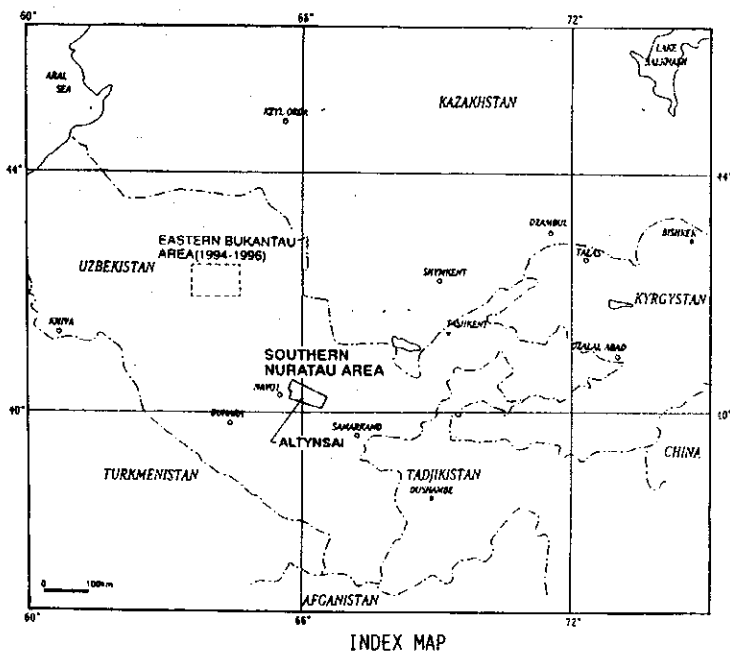 60°
66°
72°
ARAL
SEA
LAKE
BALKHASH
KAZAKHSTAN
KZYL ORDA
44°
44°
DZAMBUL
BISHKEK
EASTERN BUKANTAU
AREA(1994-1996)
TALAS
UZBEKISTAN
SHYMKENT
KYRGYSTAN
KHIVA
TASHKENT
DZALAL ABAD
SOUTHERN
NURATAU AREA
NAVOI
40°
40°
BUHARA
SAMARKAND
ALTYNSAI
CHINA
TURKMENISTAN
TADJIKISTAN
DUSHAMBE
0 100km
AFGANISTAN
60°
66°
72°
INDEX MAP